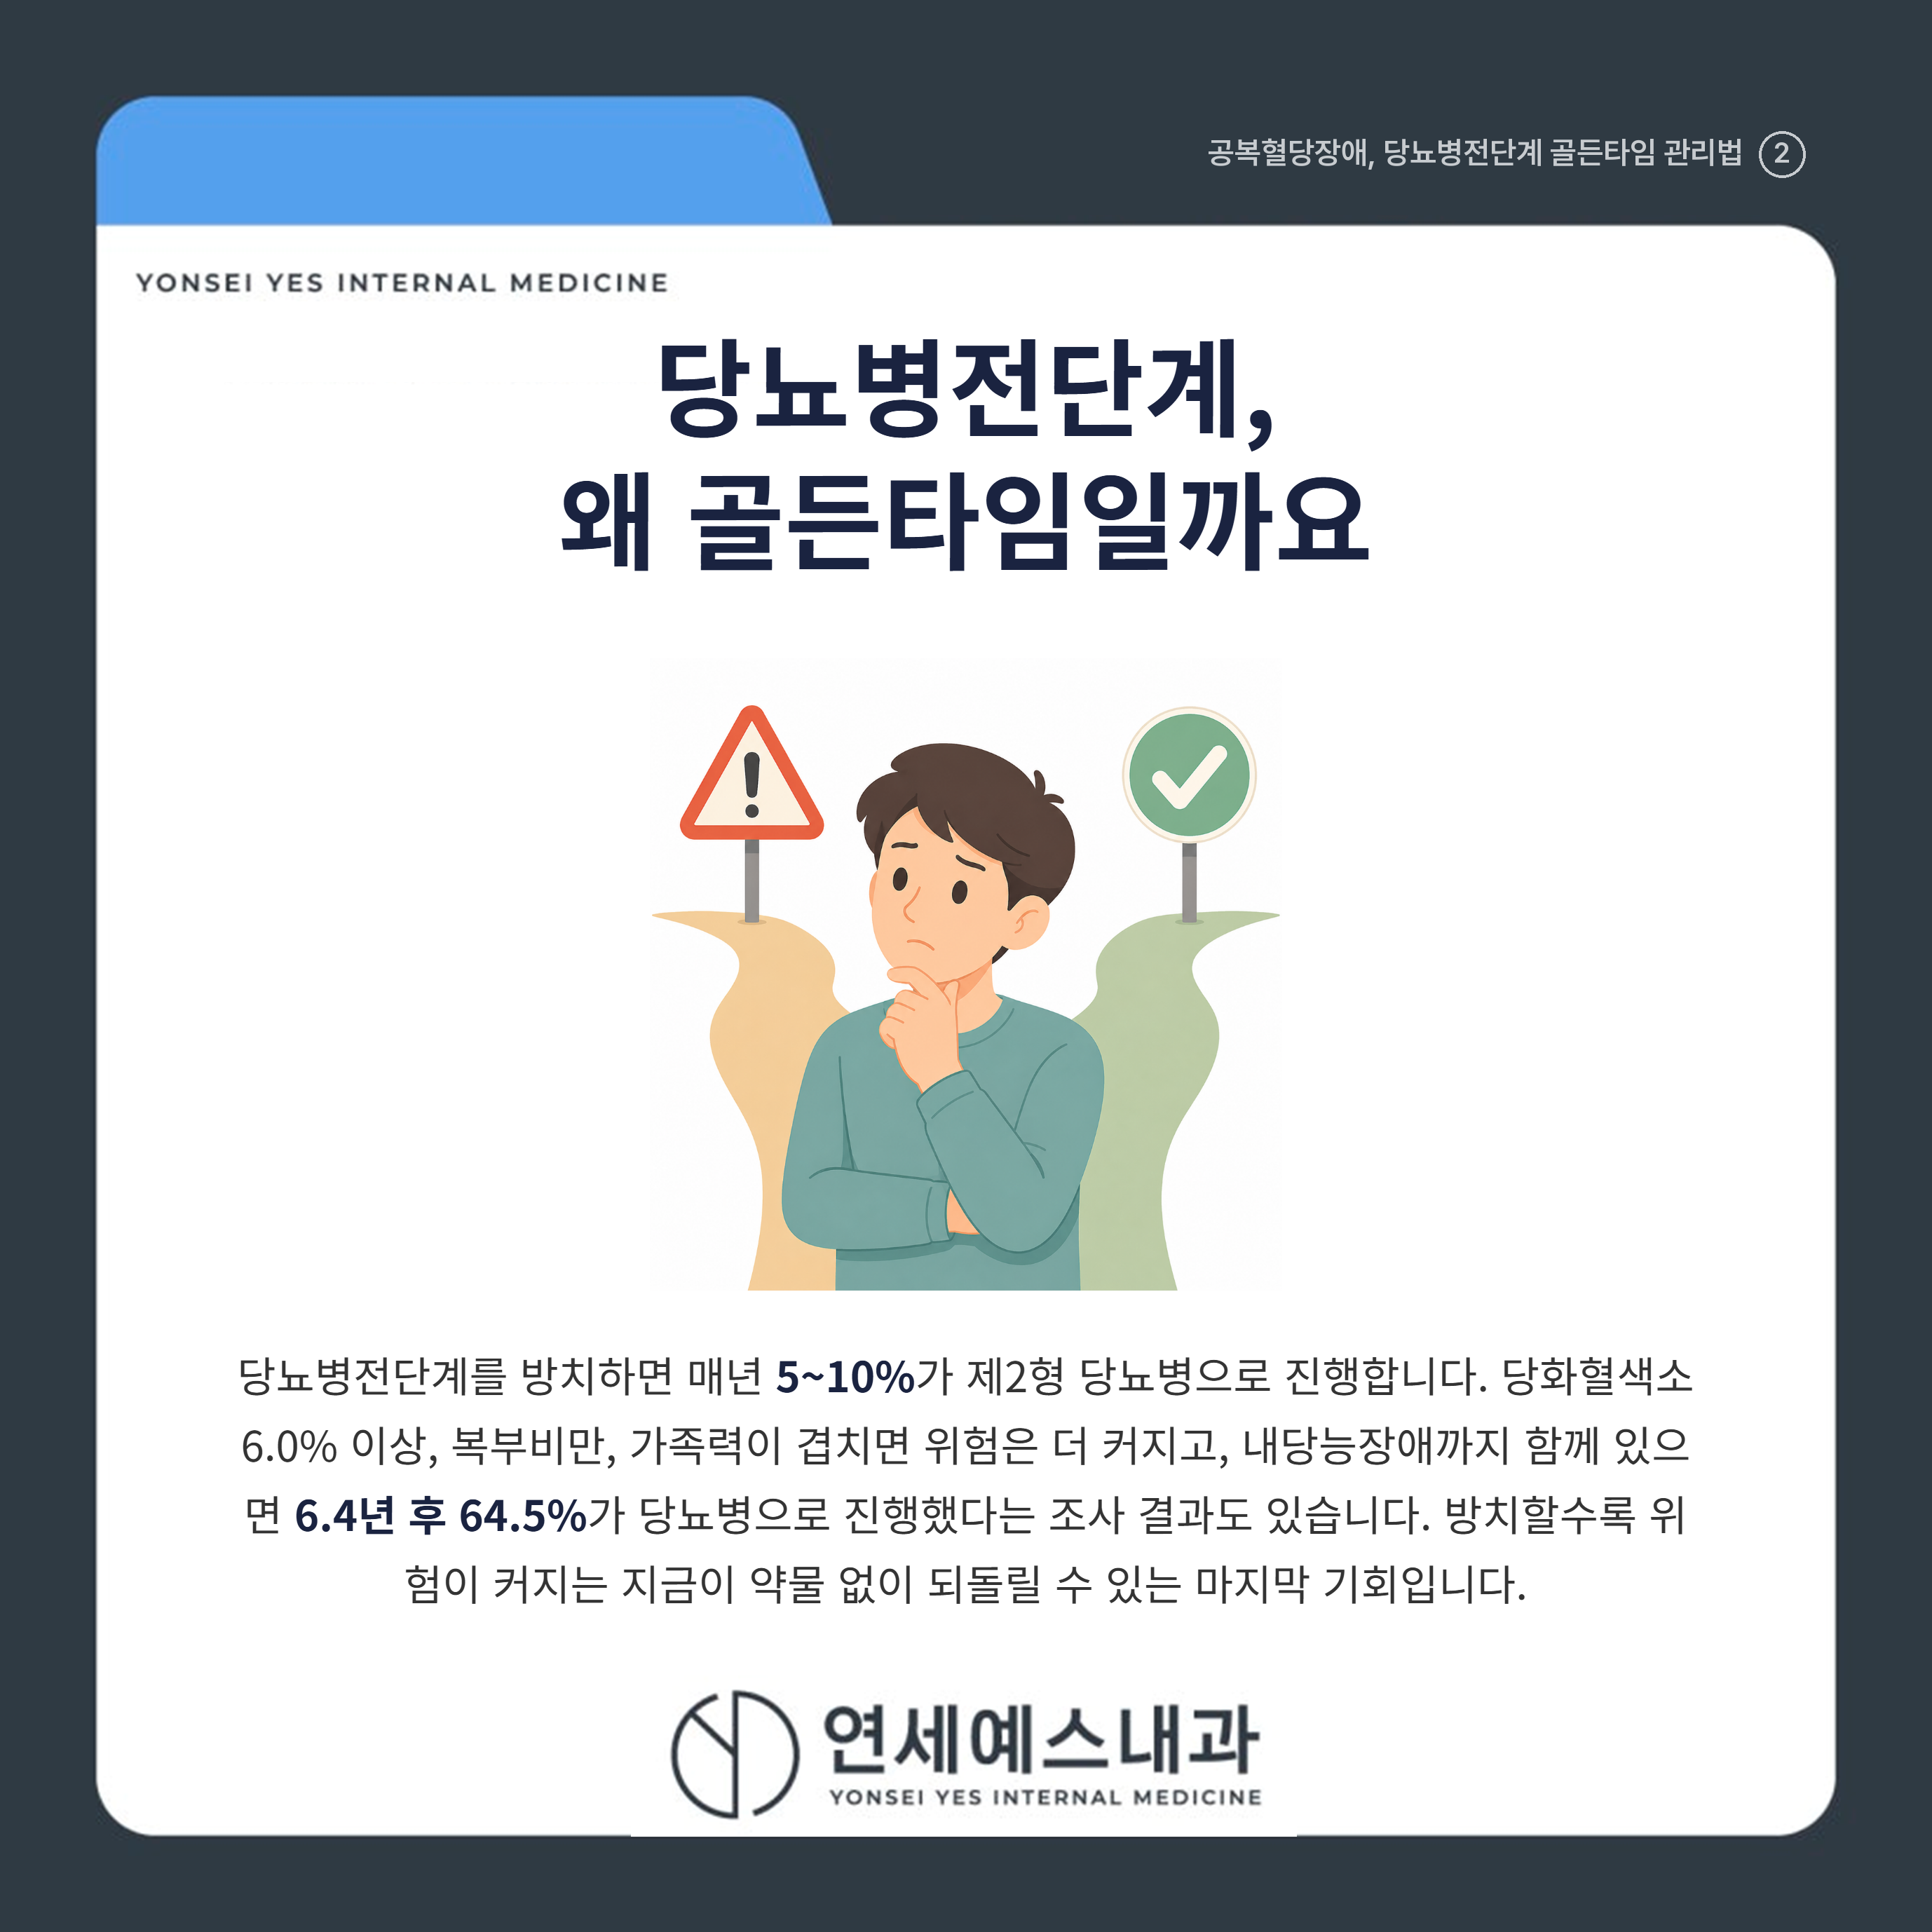 공복혈당장애, 당뇨병전단계 골든타임 관리법 2
YONSEI YES INTERNAL MEDICINE
당뇨병전단계,
왜 골든타임일까요
당뇨병전단계를 방치하면 매년 5~10%가 제2형 당뇨병으로 진행합니다. 당화혈색소
6.0% 이상, 복부비만, 가족력이 겹치면 위험은 더 커지고, 내당능장애까지 함께 있으
면 6.4년 후 64.5%가 당뇨병으로 진행했다는 조사 결과도 있습니다. 방치할수록 위
험이 커지는 지금이 약물 없이 되돌릴 수 있는 마지막 기회입니다.
연세예스내과
YONSEI YES INTERNAL MEDICINE